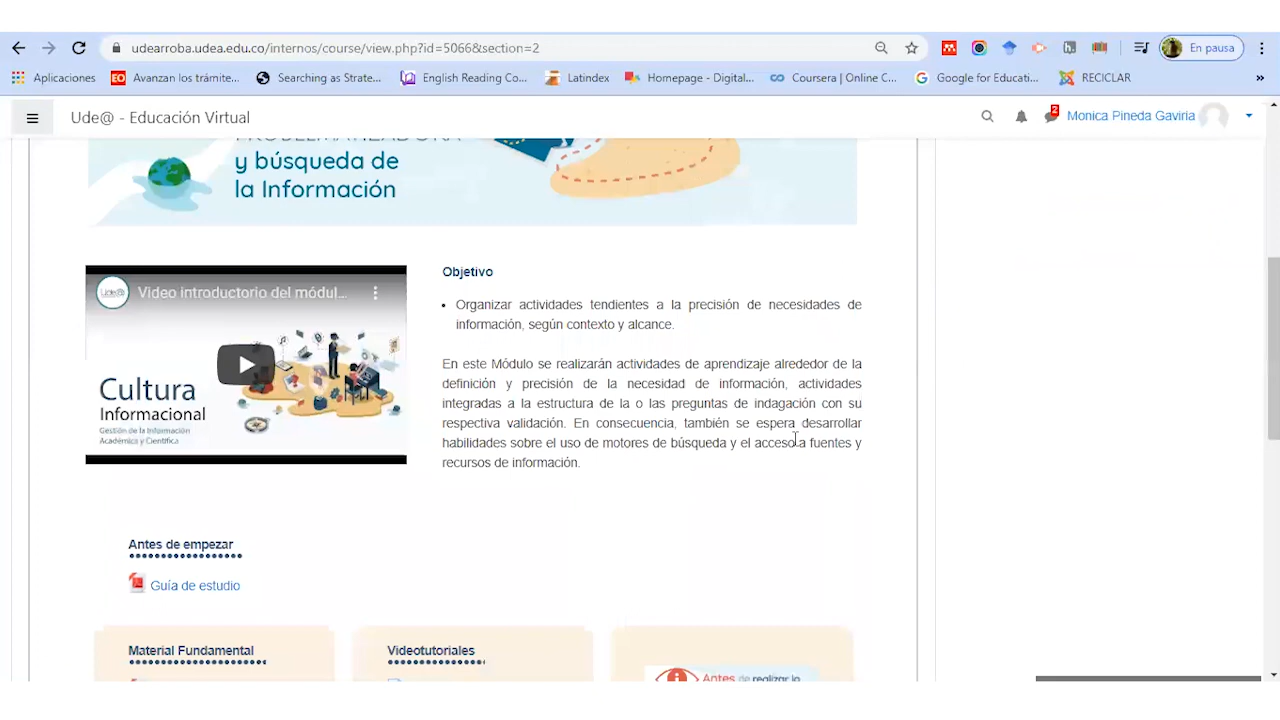 udearroba.udea.edu.co/internos/course/view.php?id=5066&section=2
En pausa
Aplicaciones
EO Avanzan los trámite...
Searching as Strate...
English Reading Co...
Latindex
Homepage - Digital...
Coursera | Online C...
Google for Educati...
RECICLAR
»
Ude@ - Educación Virtual
2
Monica Pineda Gaviria
PROBLEMATIZADORA
y búsqueda de
la Información
Ude@
Video introductorio del módul...
Cultura
Informacional
Gestión de la Información
Académica y Científica
Objetivo
Organizar actividades tendientes a la precisión de necesidades de
información, según contexto y alcance.
En este Módulo se realizarán actividades de aprendizaje alrededor de la
definición y precisión de la necesidad de información, actividades
integradas a la estructura de la o las preguntas de indagación con su
respectiva validación. En consecuencia, también se espera desarrollar
habilidades sobre el uso de motores de búsqueda y el acceso a fuentes y
recursos de información.
Antes de empezar
Guía de estudio
Material Fundamental
Videotutoriales
Antes de realizar lo